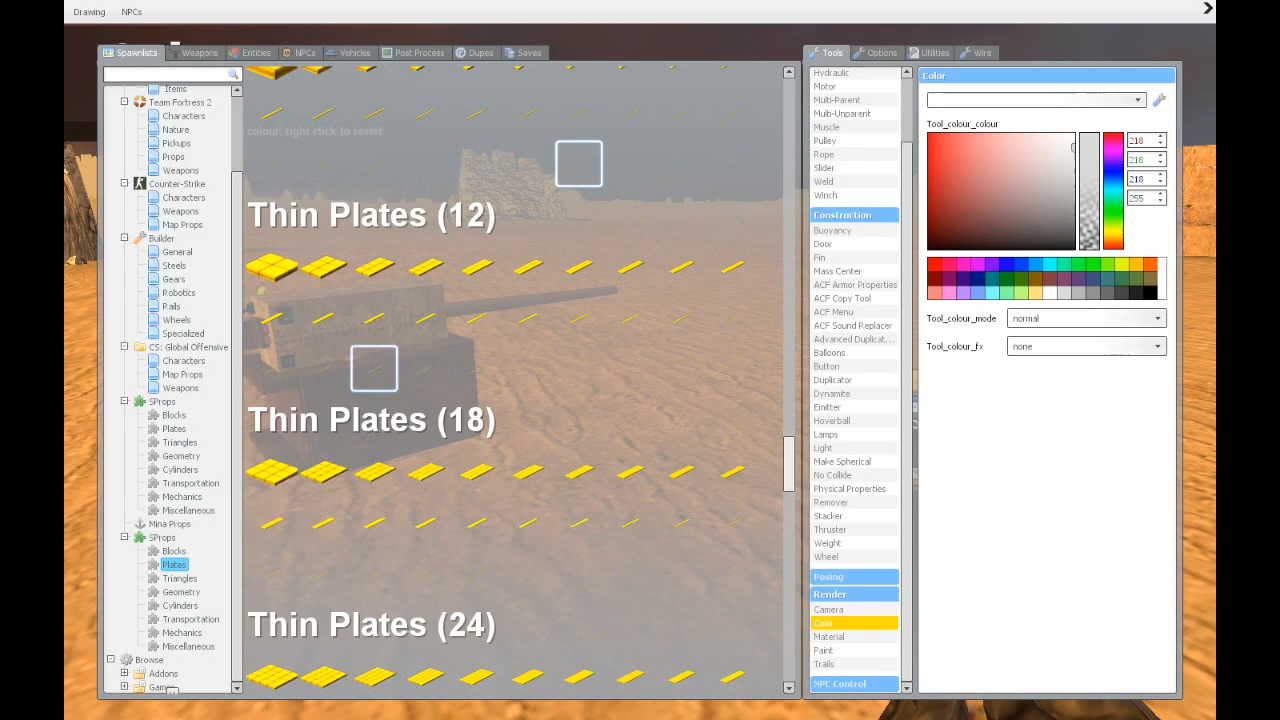 Drawing NPCs
Spawnlists Weapons Entities NPCs Vehicles Post Process Dupes Saves
Items
Team Fortress 2
Characters
Nature
Pickups
Props
Weapons
Counter-Strike
Characters
Weapons
Map Props
Builder
General
Steels
Gears
Robotics
Rails
Wheels
Specialized
CS: Global Offensive
Characters
Map Props
Weapons
SProps
Blocks
Plates
Triangles
Geometry
Cylinders
Transportation
Mechanics
Miscellaneous
Mina Props
SProps
Blocks
Plates
Triangles
Geometry
Cylinders
Transportation
Mechanics
Miscellaneous
Browse
Addons
Games
colour, right click to revert
Thin Plates (12)
Thin Plates (18)
Thin Plates (24)
Tools Options Utilities Wire
Hydraulic
Motor
Multi-Parent
Multi-Unparent
Muscle
Pulley
Rope
Slider
Weld
Winch
Construction
Buoyancy
Door
Fin
Mass Center
ACF Armor Properties
ACF Copy Tool
ACF Menu
ACF Sound Replacer
Advanced Duplicat...
Balloons
Button
Duplicator
Dynamite
Emitter
Hoverball
Lamps
Light
Make Spherical
No Collide
Physical Properties
Remover
Stacker
Thruster
Weight
Wheel
Posing
Render
Camera
Color
Material
Paint
Trails
NPC Control
Color
Tool_colour_colour
218
218
218
255
Tool_colour_mode normal
Tool_colour_fx none